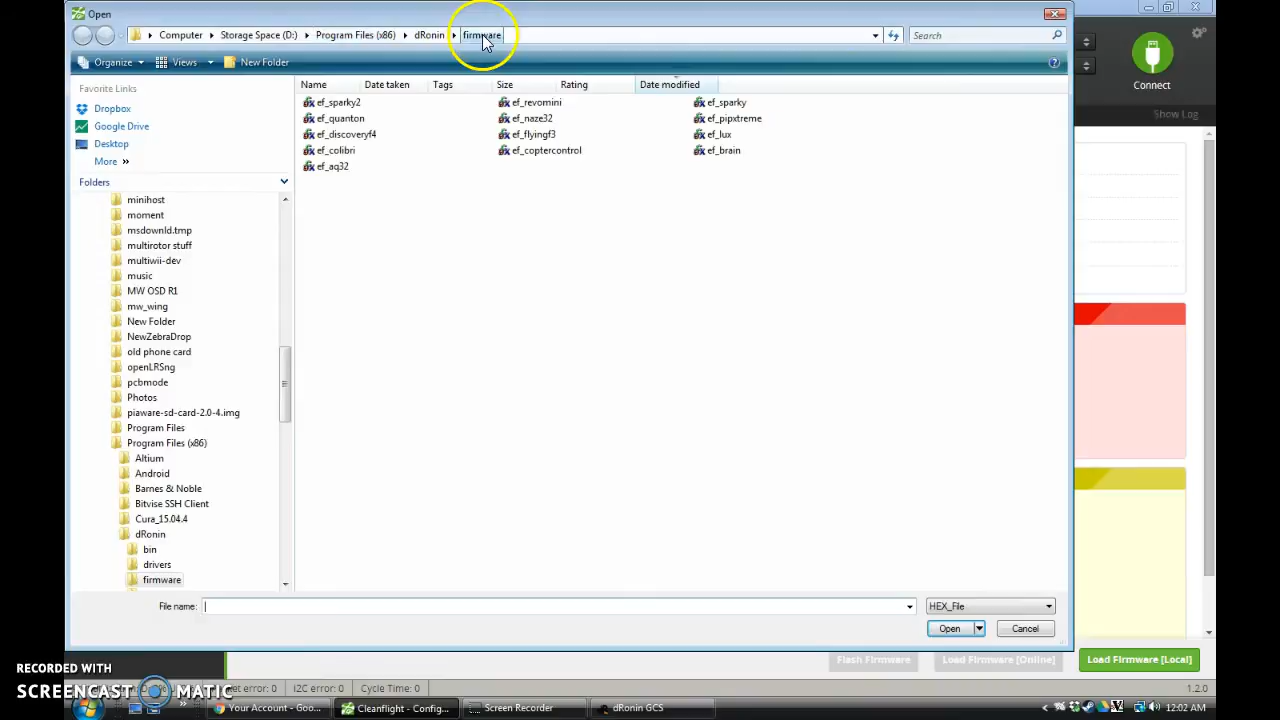 Open
Computer Storage Space (D:) Program Files (x86) dRonin firmware Search
Organize Views New Folder
Connect
Show Log
Favorite Links
Dropbox
Google Drive
Desktop
More »
Folders
minihost
moment
msdownld.tmp
multirotor stuff
multiwii-dev
music
MW OSD R1
mw_wing
New Folder
NewZebraDrop
old phone card
openLRSng
pcbmode
Photos
piaware-sd-card-2.0-4.img
Program Files
Program Files (x86)
Altium
Android
Barnes & Noble
Bitvise SSH Client
Cura_15.04.4
dRonin
bin
drivers
firmware
Name Date taken Tags Size Rating Date modified
ef_sparky2 ef_revomini ef_sparky
ef_quanton ef_naze32 ef_pipxtreme
ef_discoveryf4 ef_flyingf3 ef_lux
ef_colibri ef_coptercontrol ef_brain
ef_aq32
File name: HEX_File
Open Cancel
Flash Firmware Load Firmware [Online] Load Firmware [Local]
error: 0 I2C error: 0 Cycle Time: 0 1.2.0
RECORDED WITH
SCREENCAST MATIC
Your Account - Goo... Cleanflight - Config... Screen Recorder dRonin GCS 12:02 AM